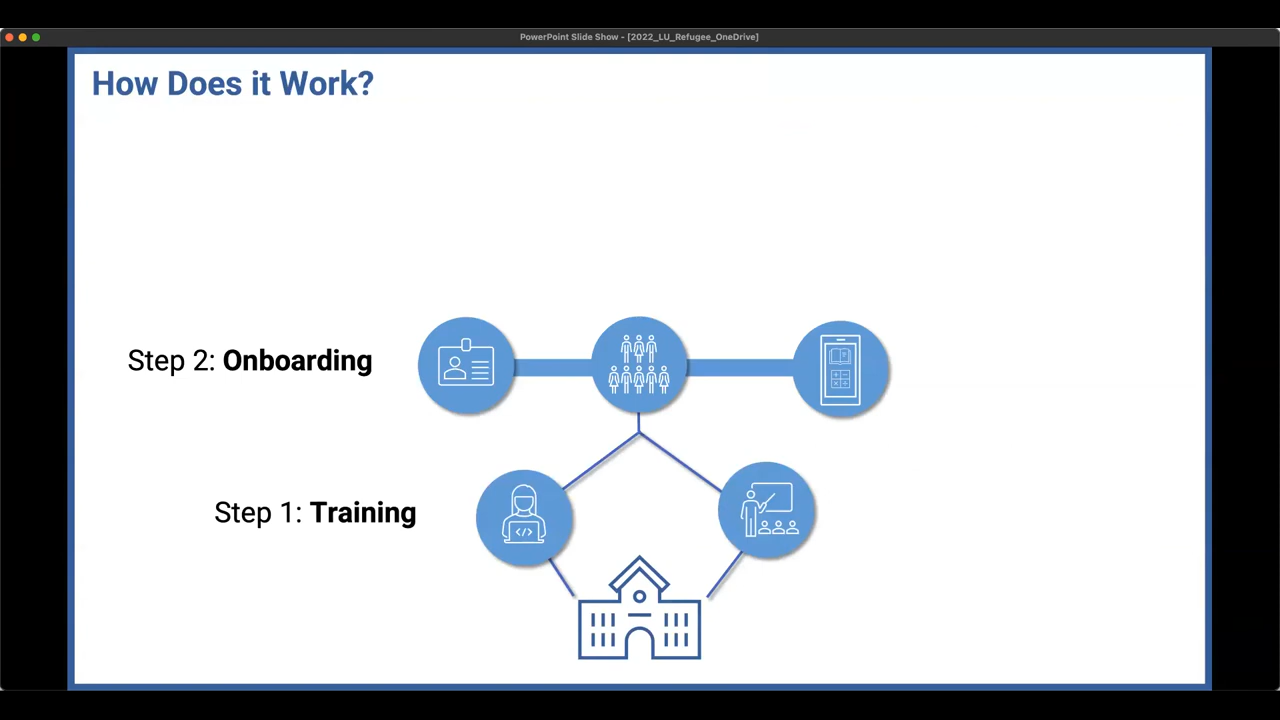 PowerPoint Slide Show - [2022_LU_Refugee_OneDrive]
How Does it Work?
Step 2: Onboarding
Step 1: Training